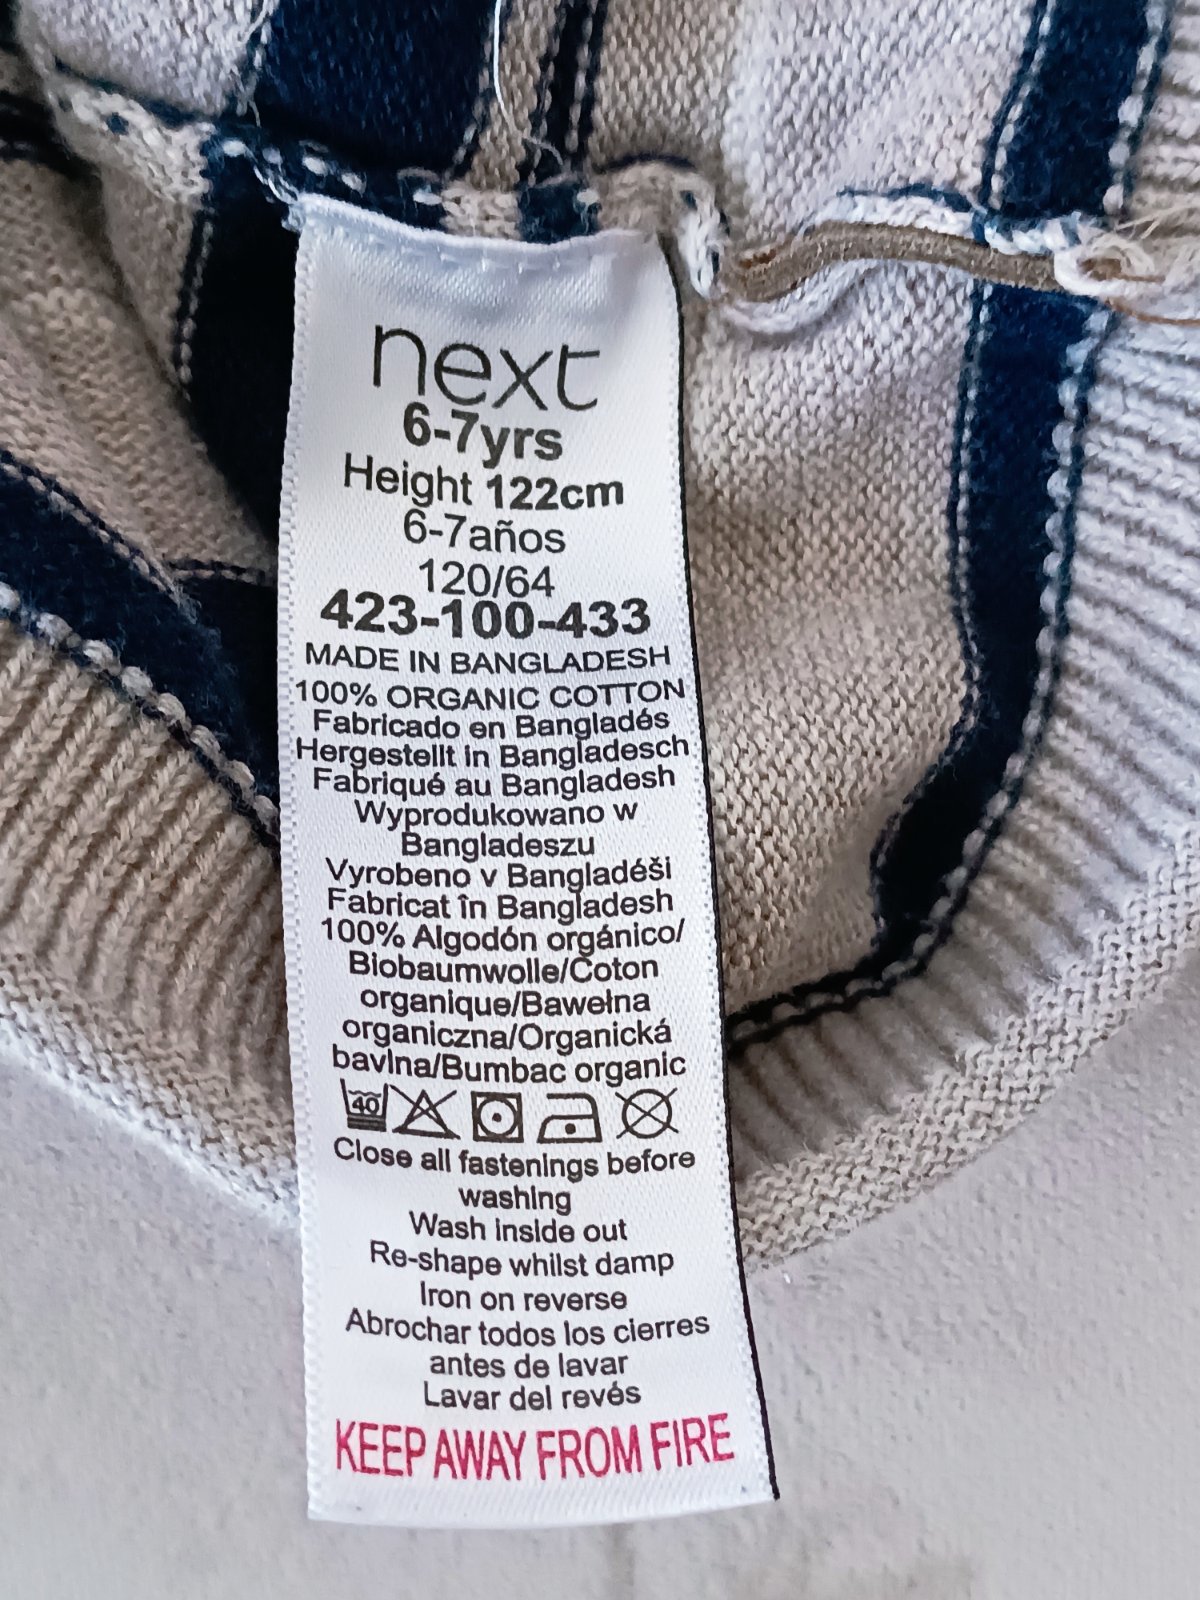 next
6-7yrs
Height 122cm
6-7años
120/64
423-100-433
MADE IN BANGLADESH
100% ORGANIC COTTON
Fabricado en Bangladés
Hergestellt in Bangladesch
Fabriqué au Bangladesh
Wyprodukowano w
Bangladeszu
Vyrobeno v Bangladéši
Fabricat în Bangladesh
100% Algodón orgánico/
Biobaumwolle/Coton
organique/Bawełna
organiczna/Organická
bavlna/Bumbac organic
40
Close all fastenings before
washing
Wash inside out
Re-shape whilst damp
Iron on reverse
Abrochar todos los cierres
antes de lavar
Lavar del revés
KEEP AWAY FROM FIRE